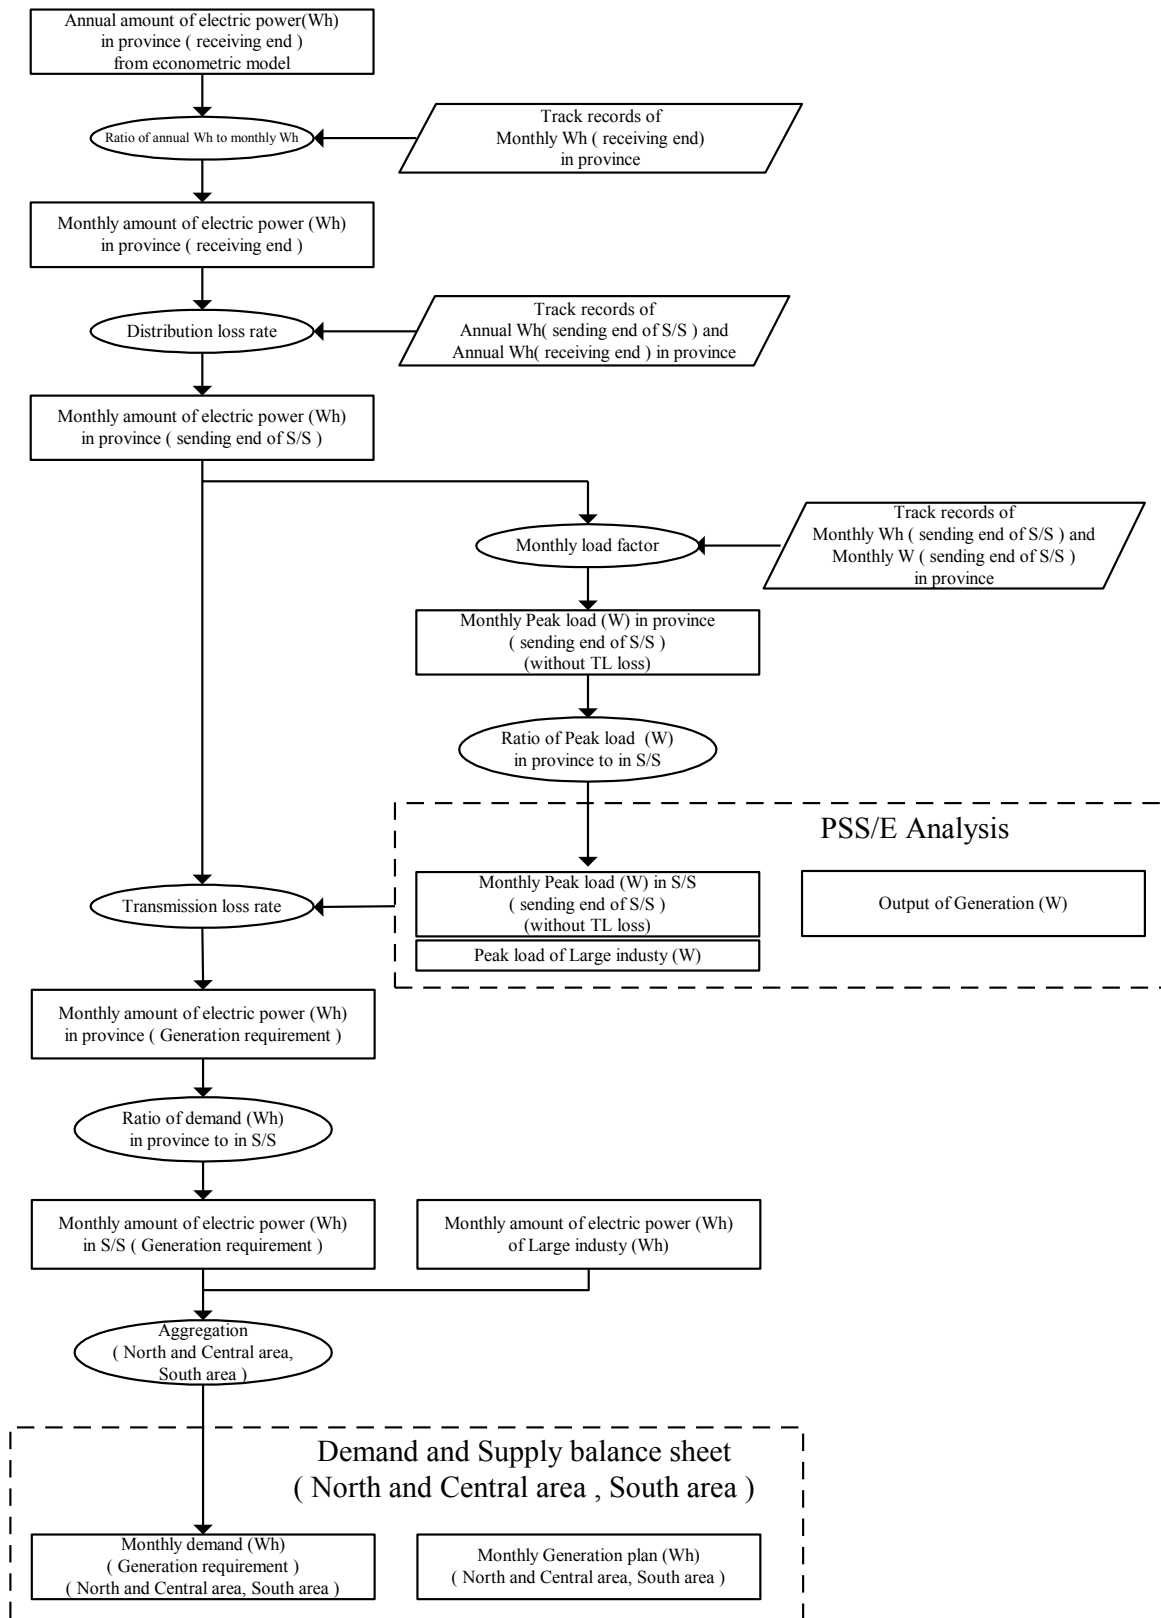 Annual amount of electric power(Wh)
in province ( receiving end )
from econometric model
Ratio of annual Wh to monthly Wh
Track records of
Monthly Wh ( receiving end)
in province
Monthly amount of electric power (Wh)
in province ( receiving end )
Distribution loss rate
Track records of
Annual Wh( sending end of S/S ) and
Annual Wh( receiving end ) in province
Monthly amount of electric power (Wh)
in province ( sending end of S/S )
Monthly load factor
Track records of
Monthly Wh ( sending end of S/S ) and
Monthly W ( sending end of S/S )
in province
Monthly Peak load (W) in province
( sending end of S/S )
(without TL loss)
Ratio of Peak load (W)
in province to in S/S
PSS/E Analysis
Transmission loss rate
Monthly Peak load (W) in S/S
( sending end of S/S )
(without TL loss)
Peak load of Large industy (W)
Output of Generation (W)
Monthly amount of electric power (Wh)
in province ( Generation requirement )
Ratio of demand (Wh)
in province to in S/S
Monthly amount of electric power (Wh)
in S/S ( Generation requirement )
Monthly amount of electric power (Wh)
of Large industy (Wh)
Aggregation
( North and Central area,
South area )
Demand and Supply balance sheet
( North and Central area , South area )
Monthly demand (Wh)
( Generation requirement )
( North and Central area, South area )
Monthly Generation plan (Wh)
( North and Central area, South area )